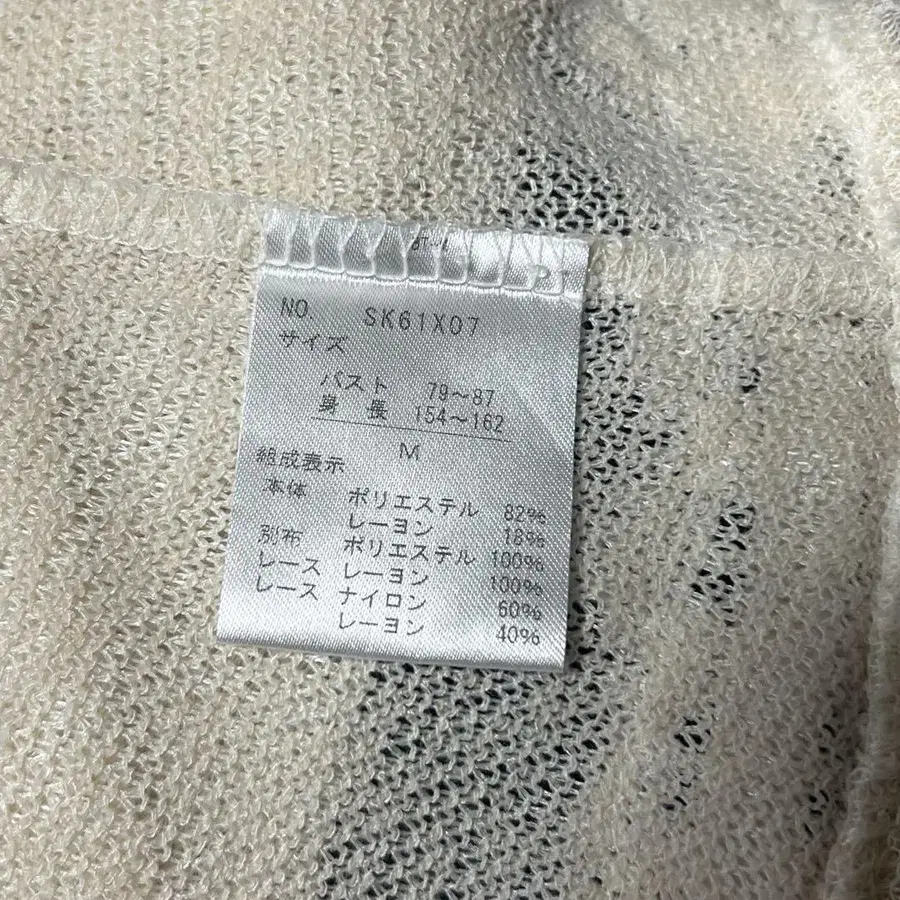 NO. SK61X07
サイズ
バスト 79～87
身長 154～162
M
組成表示
本体 ポリエステル 82%
レーヨン 18%
別布 ポリエステル 100%
レース レーヨン 100%
レース ナイロン 60%
レーヨン 40%